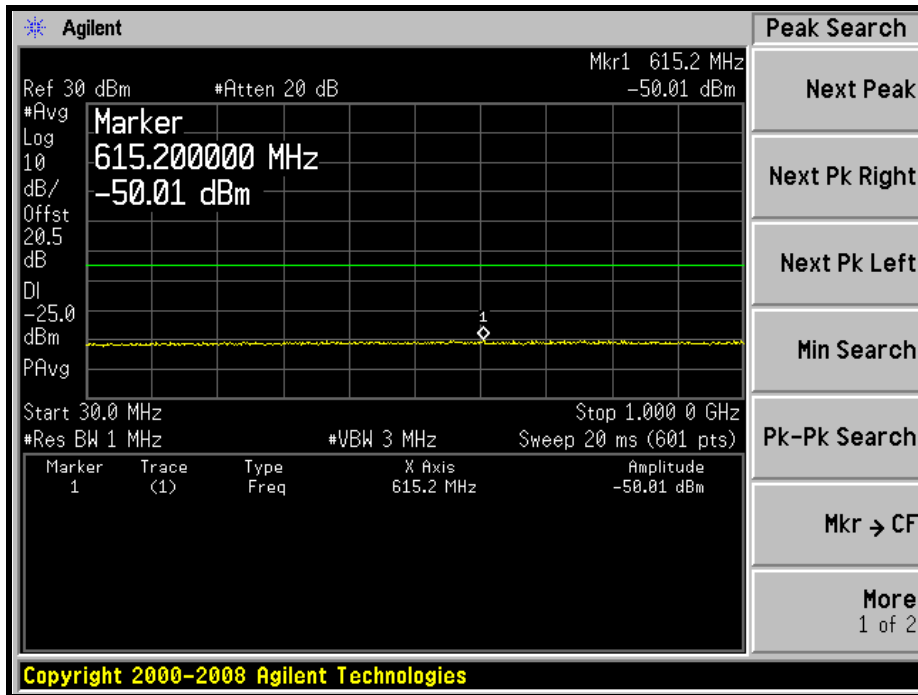 Agilent
Peak Search
Mkr1 615.2 MHz
Ref 30 dBm #Atten 20 dB -50.01 dBm
#Avg
Log
10
dB/
Offst
20.5
dB
DI
-25.0
dBm
PAvg
Marker
615.200000 MHz
-50.01 dBm
1
Start 30.0 MHz Stop 1.000 0 GHz
#Res BW 1 MHz #VBW 3 MHz Sweep 20 ms (601 pts)
Marker Trace Type X Axis Amplitude
1 (1) Freq 615.2 MHz -50.01 dBm
Next Peak
Next Pk Right
Next Pk Left
Min Search
Pk-Pk Search
Mkr → CF
More
1 of 2
Copyright 2000-2008 Agilent Technologies